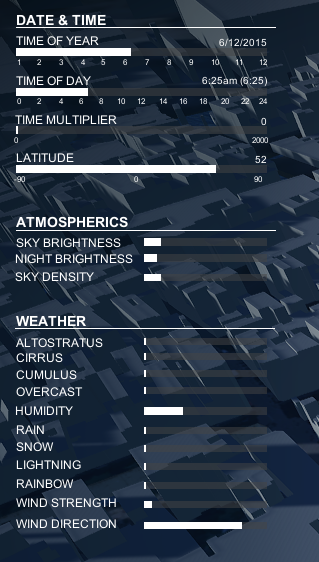 DATE & TIME
TIME OF YEAR 6/12/2015
1 2 3 4 5 6 7 8 9 10 11 12
TIME OF DAY 6:25am (6:25)
0 2 4 6 8 10 12 14 16 18 20 22 24
TIME MULTIPLIER 0
0 2000
LATITUDE 52
-90 0 90
ATMOSPHERICS
SKY BRIGHTNESS
NIGHT BRIGHTNESS
SKY DENSITY
WEATHER
ALTOSTRATUS
CIRRUS
CUMULUS
OVERCAST
HUMIDITY
RAIN
SNOW
LIGHTNING
RAINBOW
WIND STRENGTH
WIND DIRECTION